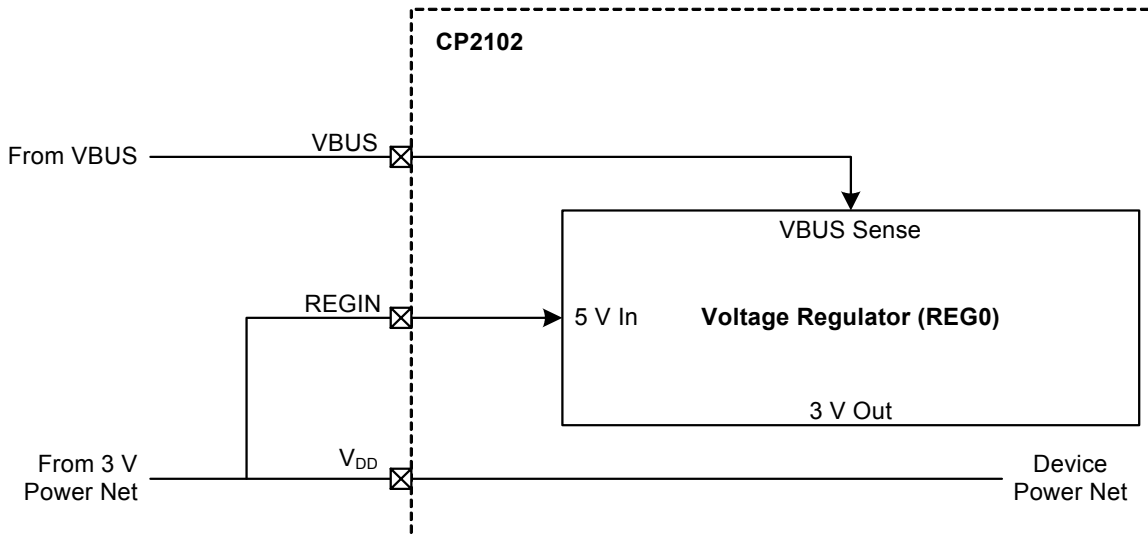 CP2102
From VBUS
VBUS
VBUS Sense
REGIN
5 V In
Voltage Regulator (REG0)
3 V Out
From 3 V
Power Net
VDD
Device
Power Net